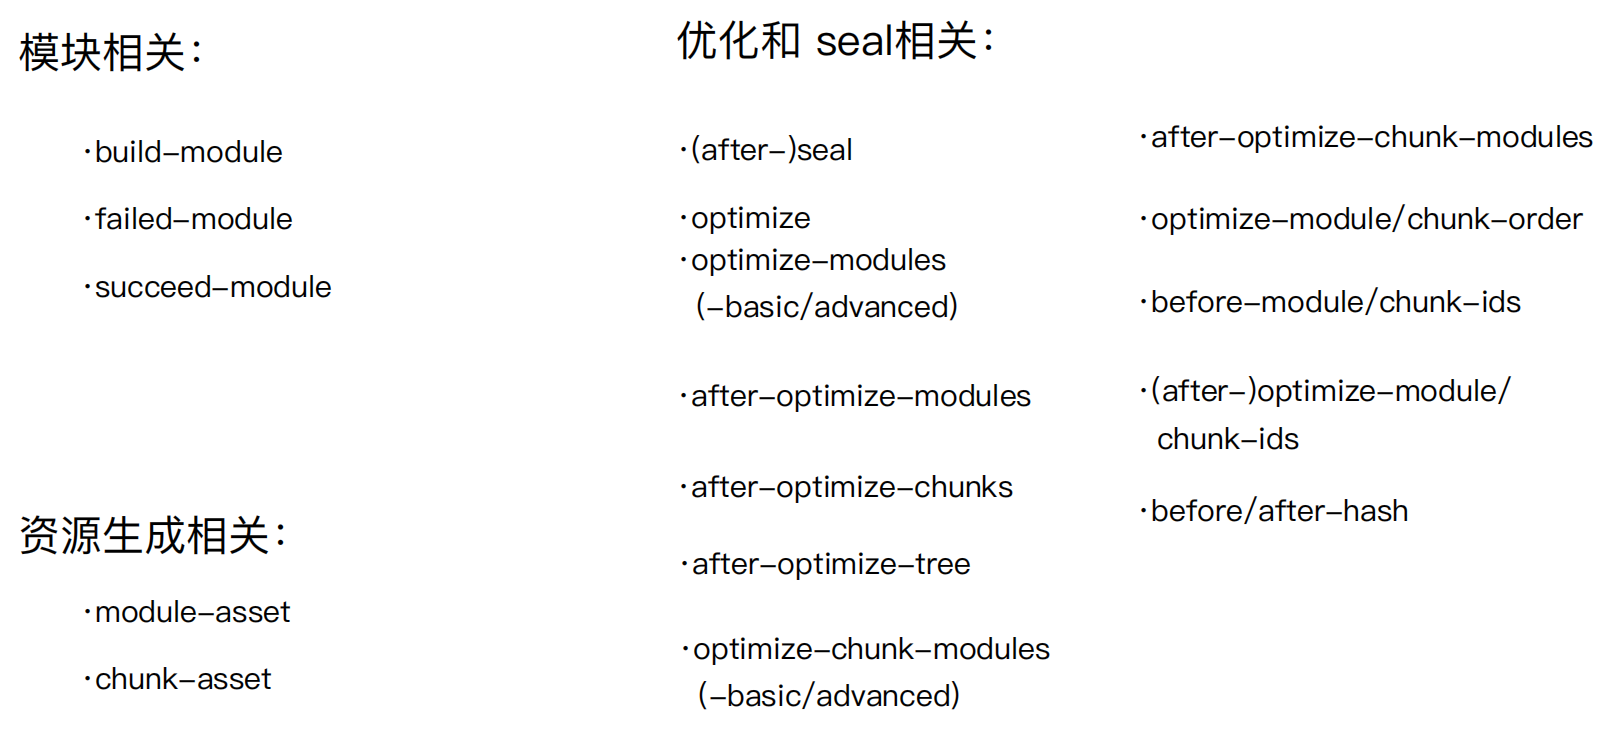 模块相关：
·build-module
·failed-module
·succeed-module
资源生成相关：
·module-asset
·chunk-asset
优化和 seal相关：
·(after-)seal
·optimize
·optimize-modules
(-basic/advanced)
·after-optimize-modules
·after-optimize-chunks
·after-optimize-tree
·optimize-chunk-modules
(-basic/advanced)
·after-optimize-chunk-modules
·optimize-module/chunk-order
·before-module/chunk-ids
·(after-)optimize-module/
chunk-ids
·before/after-hash